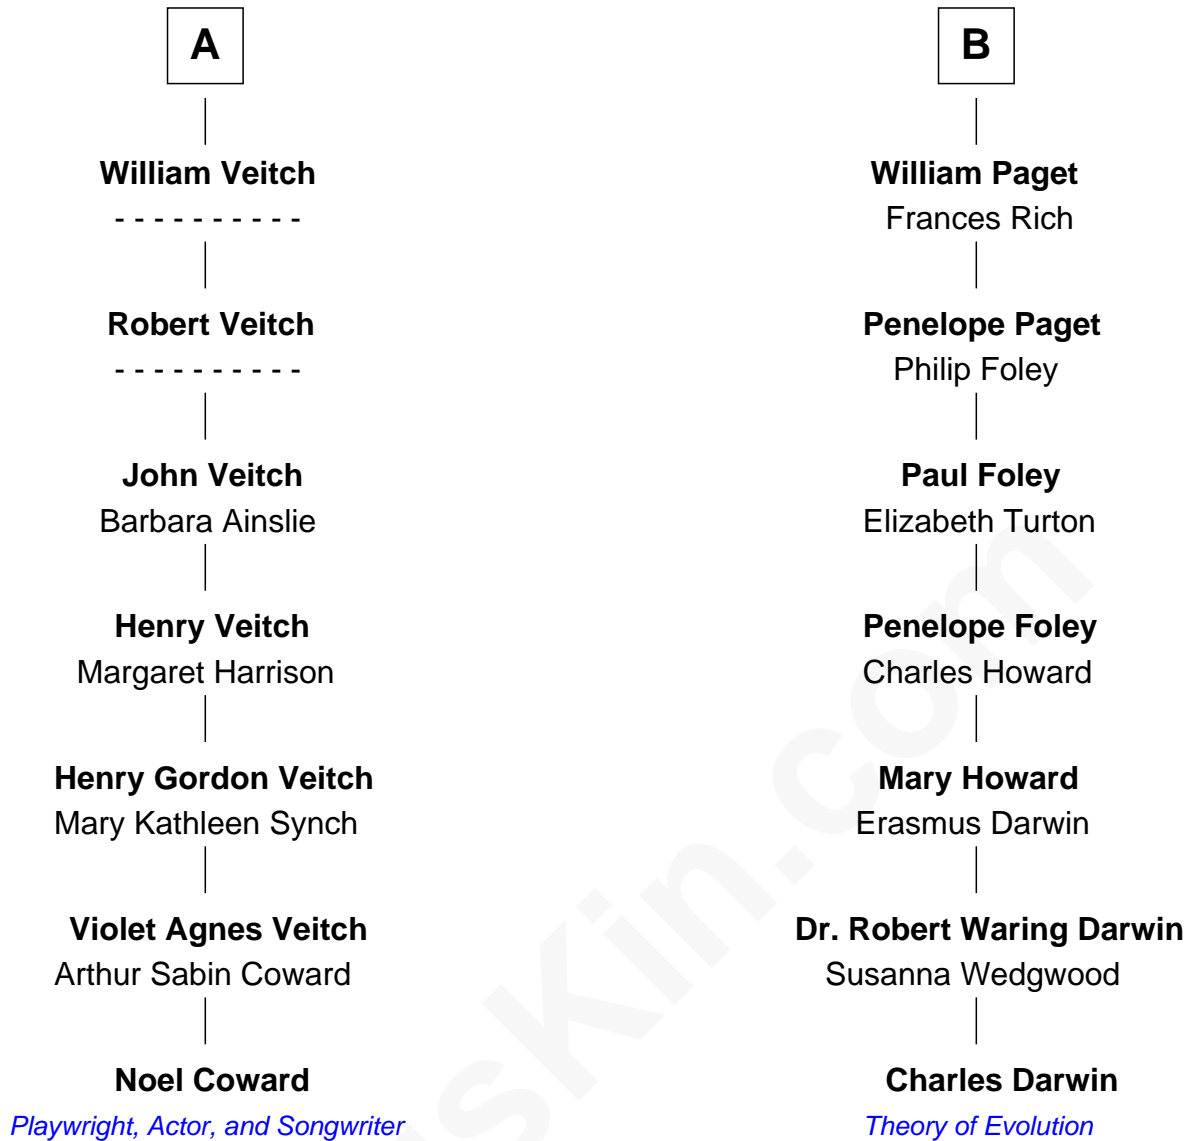 A
William Veitch
- - - - - - - - - -
Robert Veitch
- - - - - - - - - -
John Veitch
Barbara Ainslie
Henry Veitch
Margaret Harrison
Henry Gordon Veitch
Mary Kathleen Synch
Violet Agnes Veitch
Arthur Sabin Coward
Noel Coward
Playwright, Actor, and Songwriter
B
William Paget
Frances Rich
Penelope Paget
Philip Foley
Paul Foley
Elizabeth Turton
Penelope Foley
Charles Howard
Mary Howard
Erasmus Darwin
Dr. Robert Waring Darwin
Susanna Wedgwood
Charles Darwin
Theory of Evolution
sKin.com